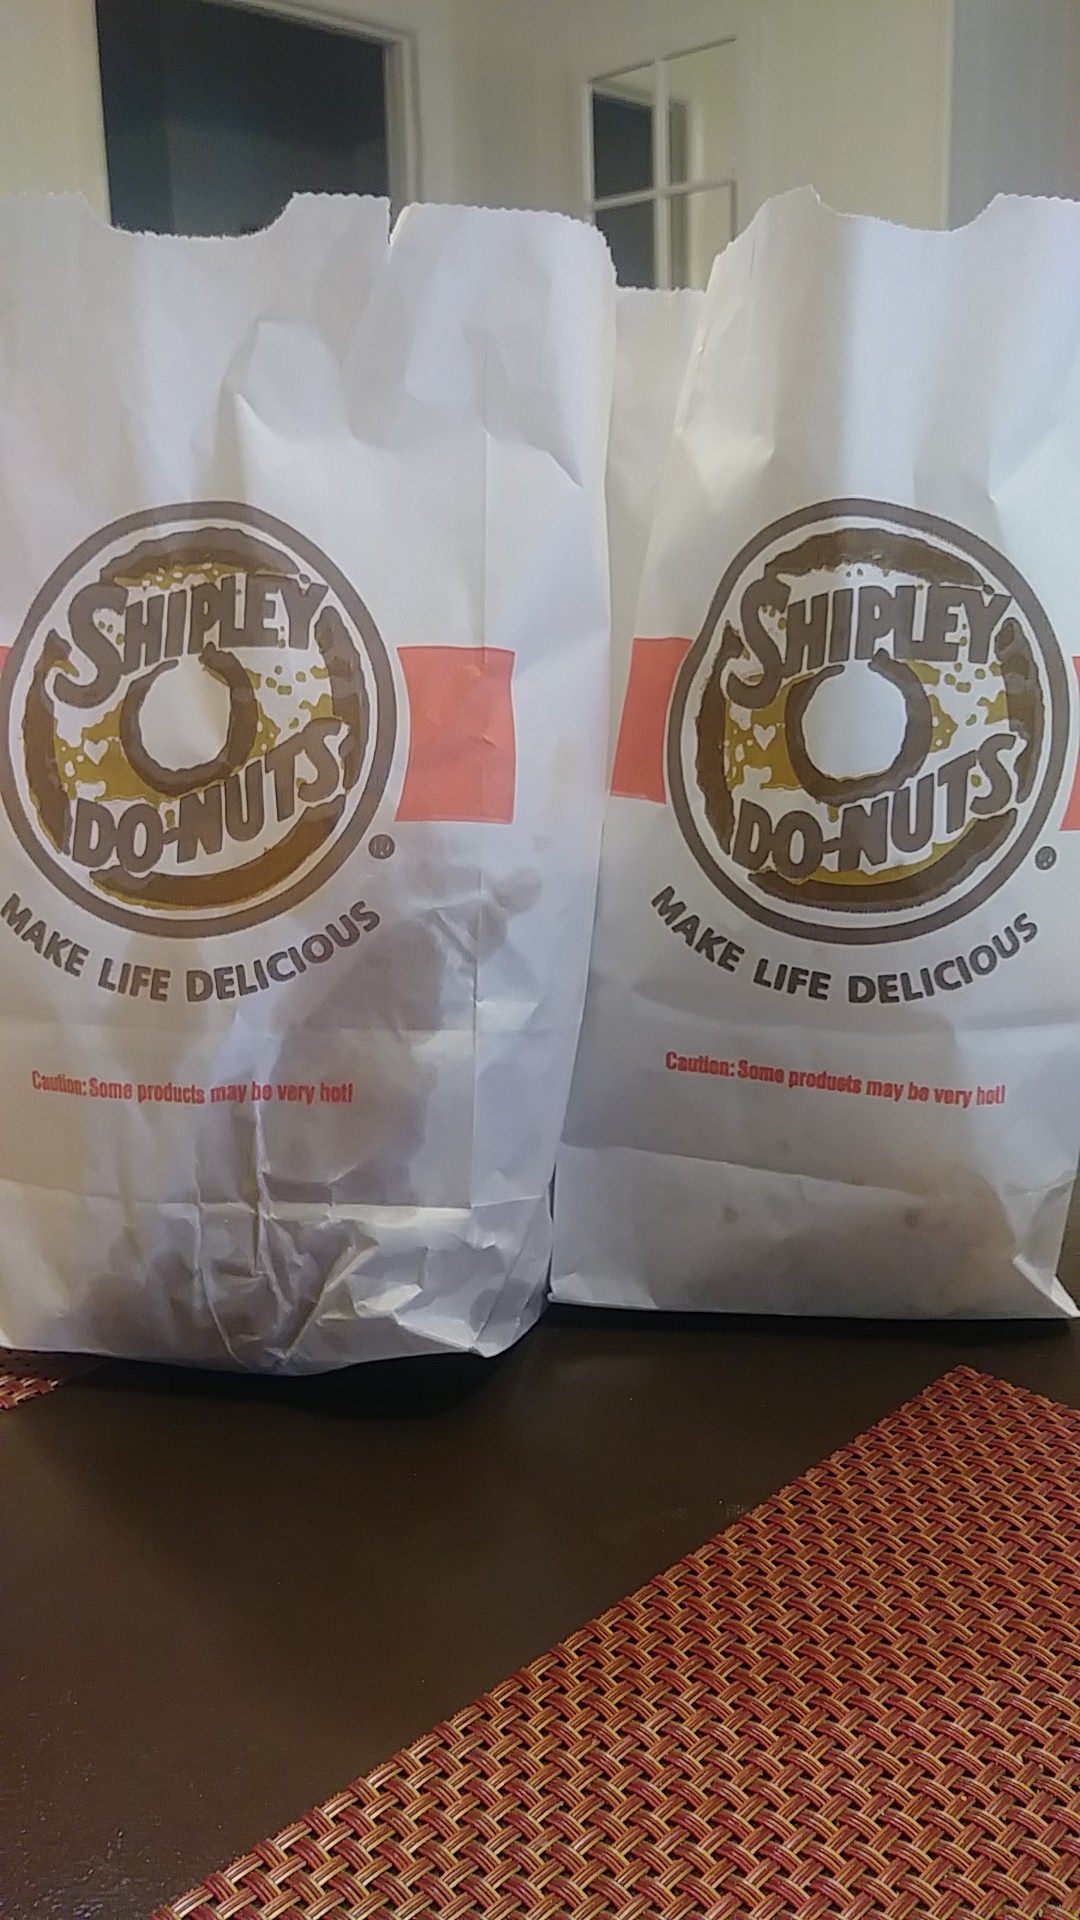 SHIPLEY
DO-NUTS
®
MAKE LIFE DELICIOUS
Caution: Some products may be very hot!
SHIPLEY
DO-NUTS
®
MAKE LIFE DELICIOUS
Caution: Some products may be very hot!